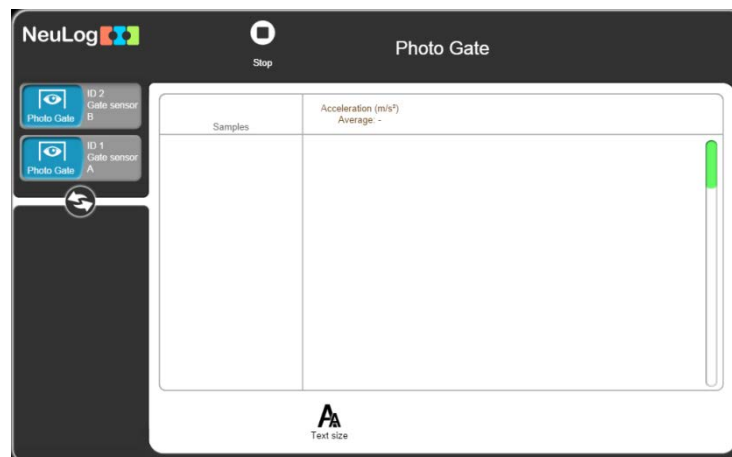 NeuLog
Stop
Photo Gate
ID 2
Gate sensor
B
Photo Gate
ID 1
Gate sensor
A
Photo Gate
Samples
Acceleration (m/s²)
Average: -
Text size